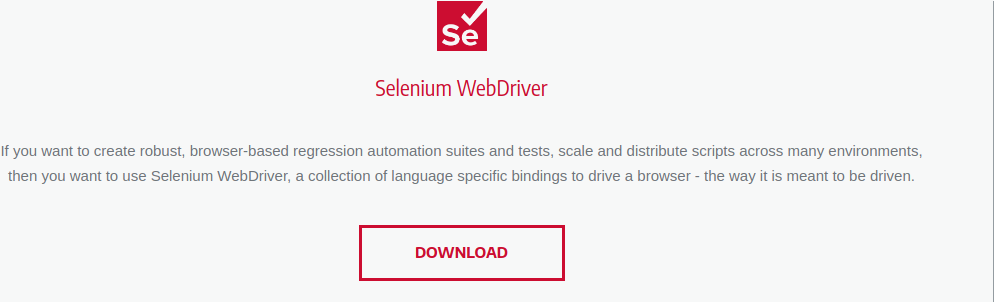 Se
Selenium WebDriver
If you want to create robust, browser-based regression automation suites and tests, scale and distribute scripts across many environments,
then you want to use Selenium WebDriver, a collection of language specific bindings to drive a browser - the way it is meant to be driven.
DOWNLOAD